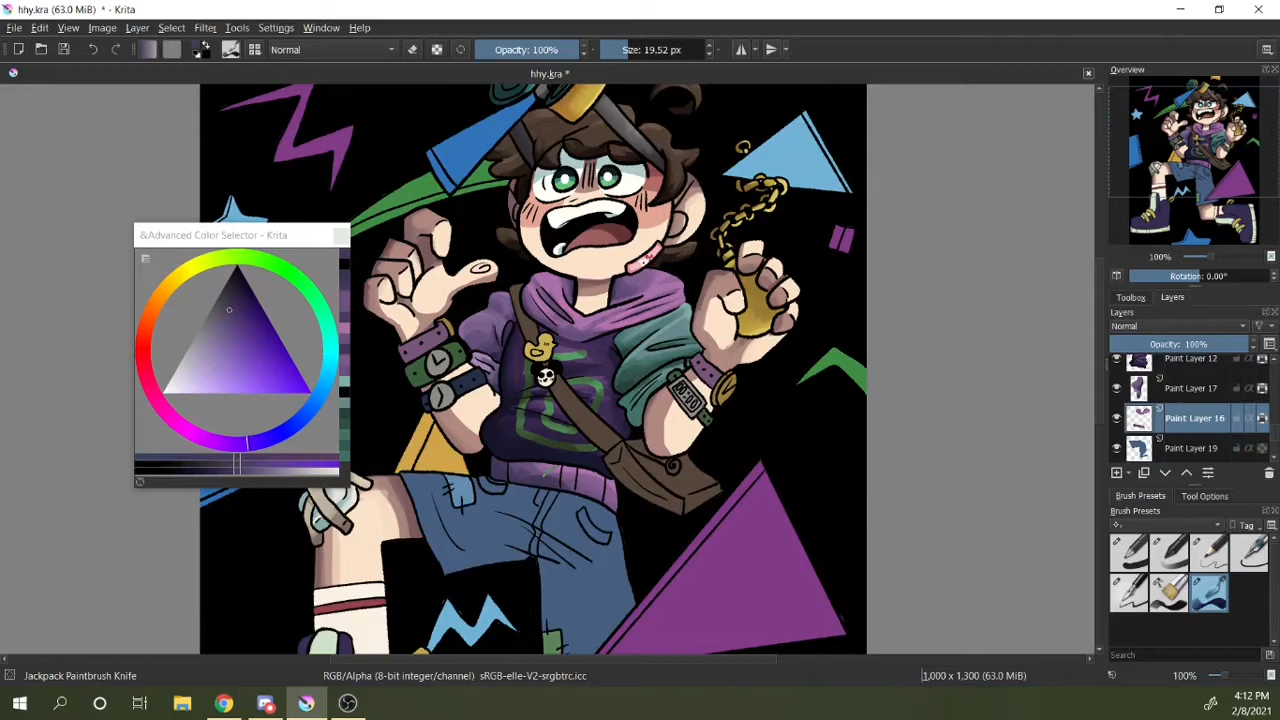 hhy.kra (63.0 MiB) * - Krita
File Edit View Image Layer Select Filter Tools Settings Window Help
Normal
Opacity: 100%
Size: 19.52 px
hhy.kra *
Overview
&Advanced Color Selector - Krita
100%
Rotation: 0.00°
Toolbox Layers
Layers
Normal
Opacity: 100%
Paint Layer 12
Paint Layer 17
Paint Layer 16
Paint Layer 19
00:00
Brush Presets Tool Options
Brush Presets
Tag
Search
Jackpack Paintbrush Knife
RGB/Alpha (8-bit integer/channel) sRGB-elle-V2-srgbtrc.icc
1,000 x 1,300 (63.0 MiB)
100%
4:12 PM
2/8/2021